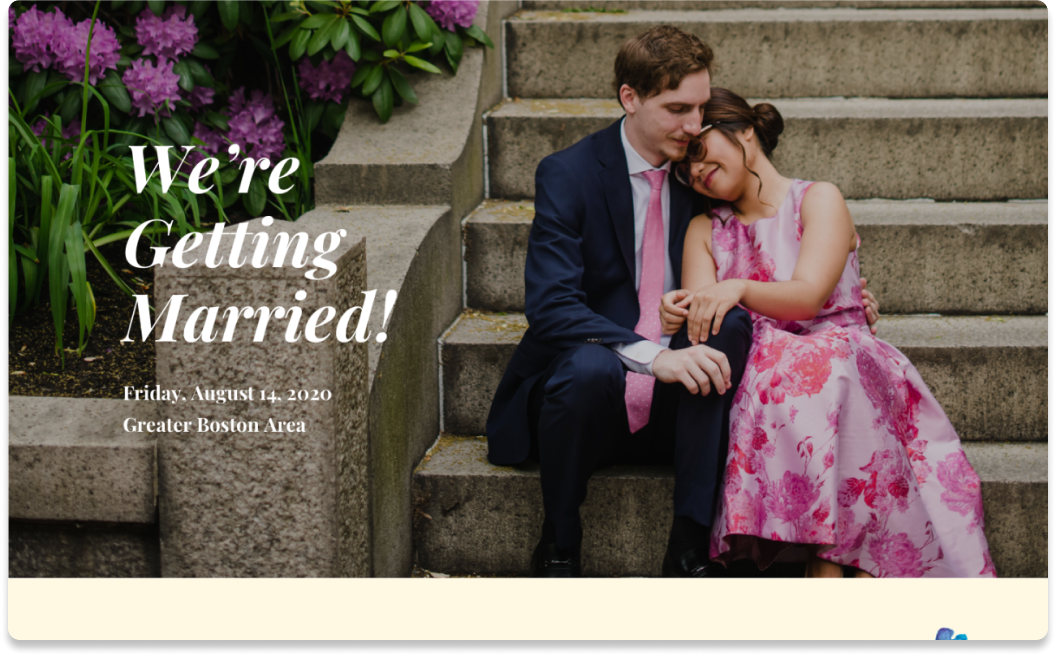 We're
Getting
Married!
Friday, August 14, 2020
Greater Boston Area